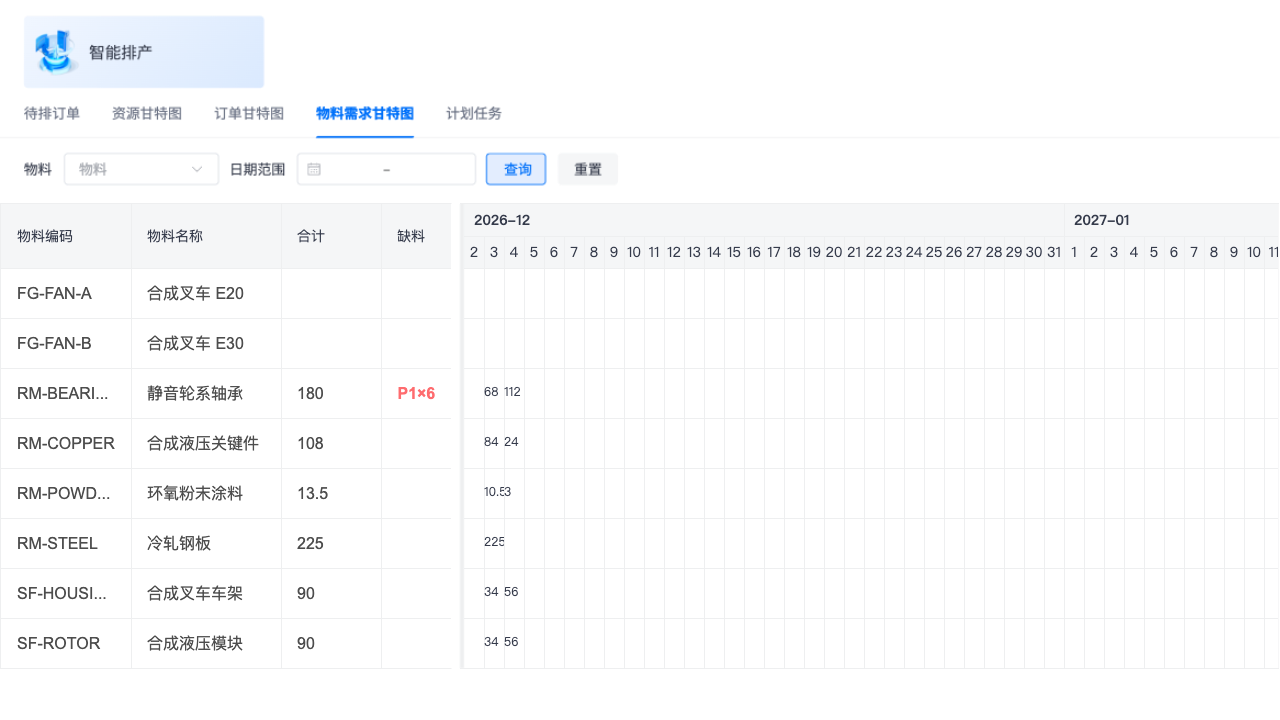 智能排产
待排订单 资源甘特图 订单甘特图 物料需求甘特图 计划任务
物料 物料 日期范围 – 查询 重置
物料编码 物料名称 合计 缺料 2026-12 2027-01
2 3 4 5 6 7 8 9 10 11 12 13 14 15 16 17 18 19 20 21 22 23 24 25 26 27 28 29 30 31 1 2 3 4 5 6 7 8 9 10 11
FG-FAN-A 合成叉车 E20
FG-FAN-B 合成叉车 E30
RM-BEARI... 静音轮系轴承 180 P1×6 68 112
RM-COPPER 合成液压关键件 108 84 24
RM-POWD... 环氧粉末涂料 13.5 10.5 3
RM-STEEL 冷轧钢板 225 225
SF-HOUSI... 合成叉车车架 90 34 56
SF-ROTOR 合成液压模块 90 34 56